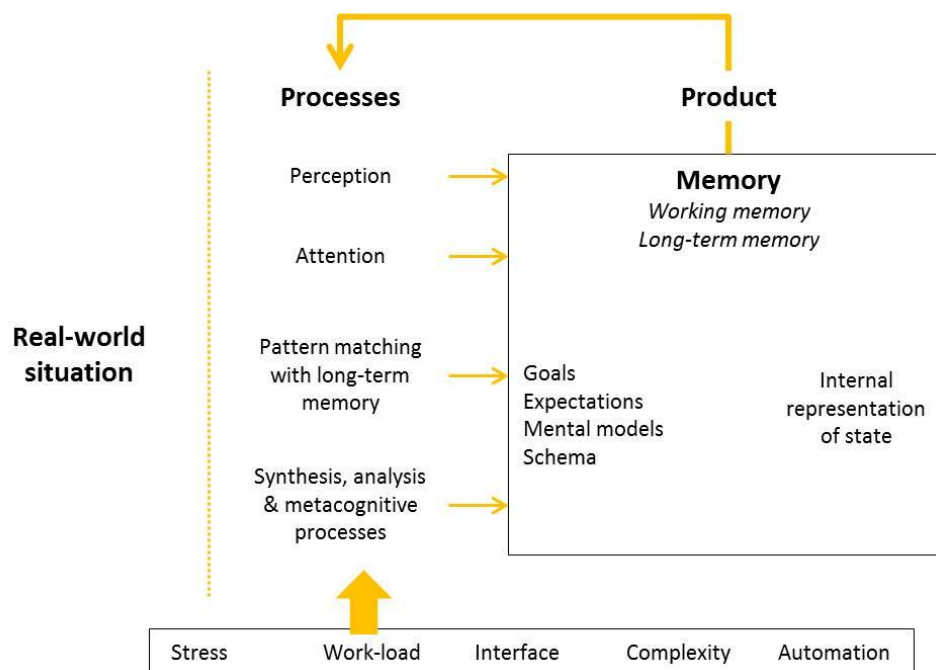 Processes
Product
Perception
Memory
Working memory
Long-term memory
Attention
Real-world
situation
Pattern matching
with long-term
memory
Goals
Expectations
Mental models
Schema
Internal
representation
of state
Synthesis, analysis
& metacognitive
processes
Stress Work-load Interface Complexity Automation